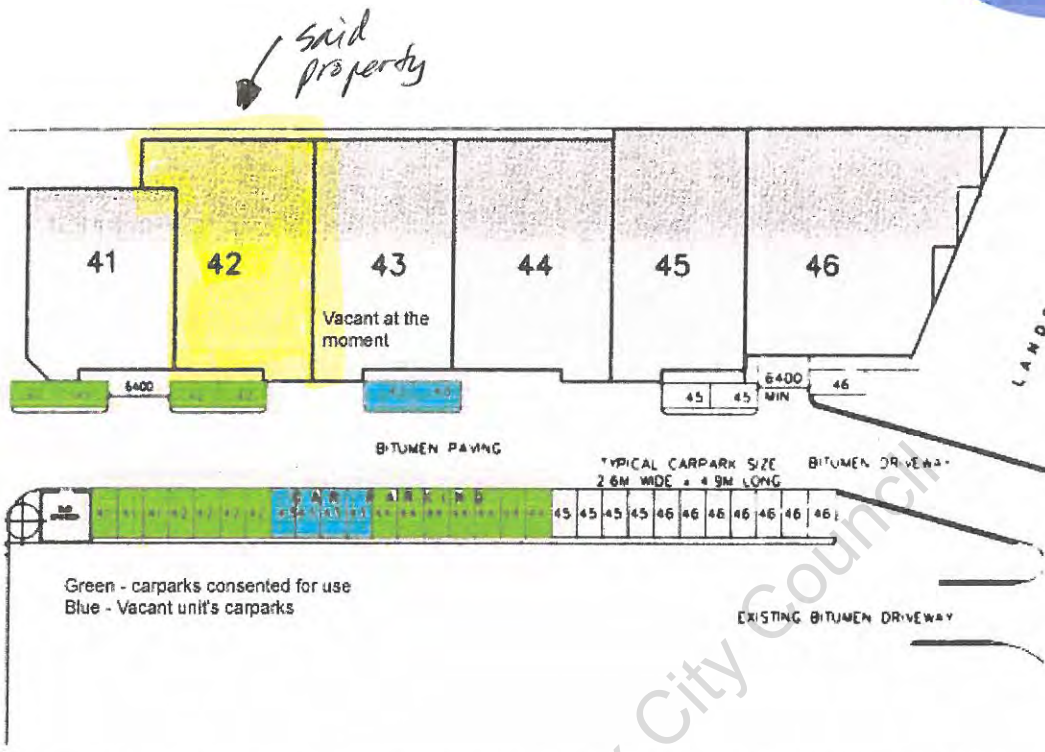 said
property
41
42
43
44
45
46
Vacant at the
moment
6400
6400
MIN
45 45
46
LANDS
BITUMEN PAVING
TYPICAL CARPARK SIZE
2.6M WIDE x 4.9M LONG
BITUMEN DRIVEWAY
CAR PARKING
45 45 45 45 46 46 46 46 46 46 46
Green - carparks consented for use
Blue - Vacant unit's carparks
EXISTING BITUMEN DRIVEWAY
City Council